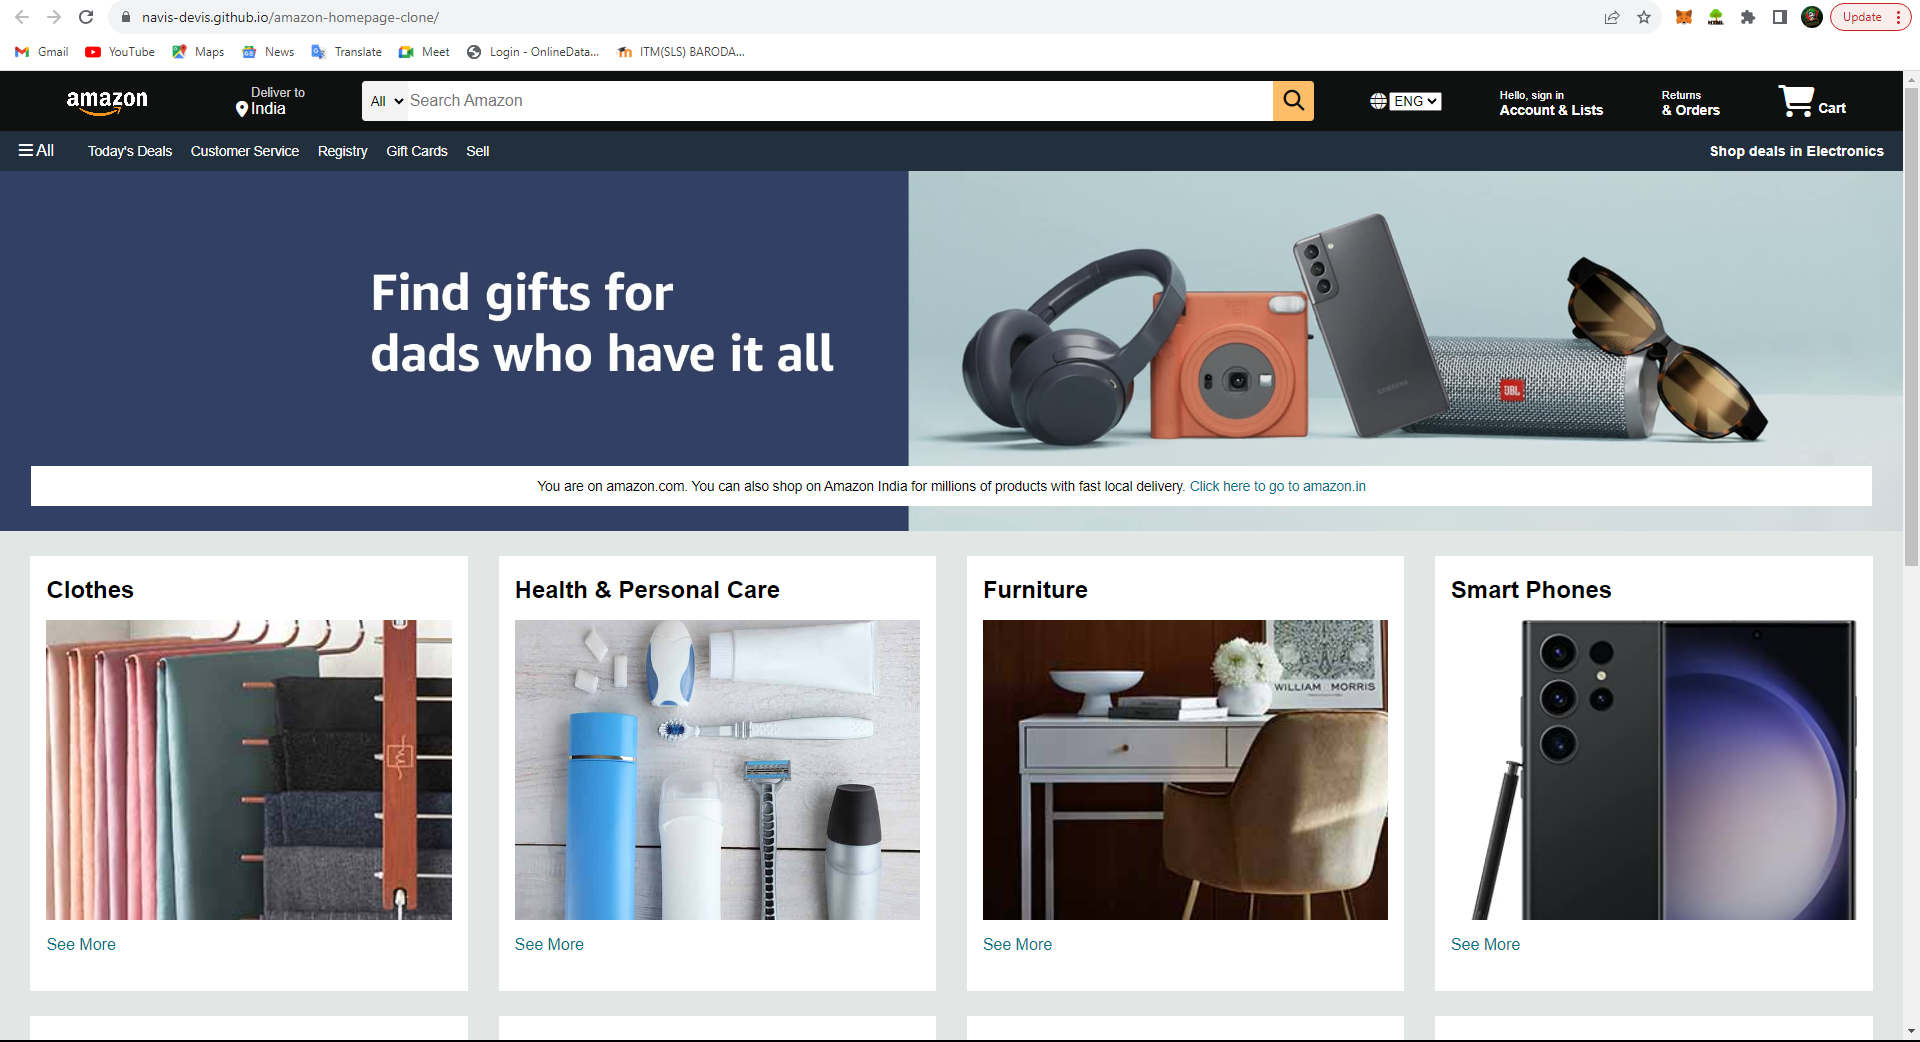 navis-devis.github.io/amazon-homepage-clone/
Update
Gmail
YouTube
Maps
News
Translate
Meet
Login - OnlineData...
ITM(SLS) BARODA...
amazon
Deliver to
India
All
Search Amazon
ENG
Hello, sign in
Account & Lists
Returns
& Orders
Cart
All
Today's Deals
Customer Service
Registry
Gift Cards
Sell
Shop deals in Electronics
Find gifts for
dads who have it all
SAMSUNG
JBL
You are on amazon.com. You can also shop on Amazon India for millions of products with fast local delivery. Click here to go to amazon.in
Clothes
Health & Personal Care
Furniture
Smart Phones
WILLIAM MORRIS
See More
See More
See More
See More